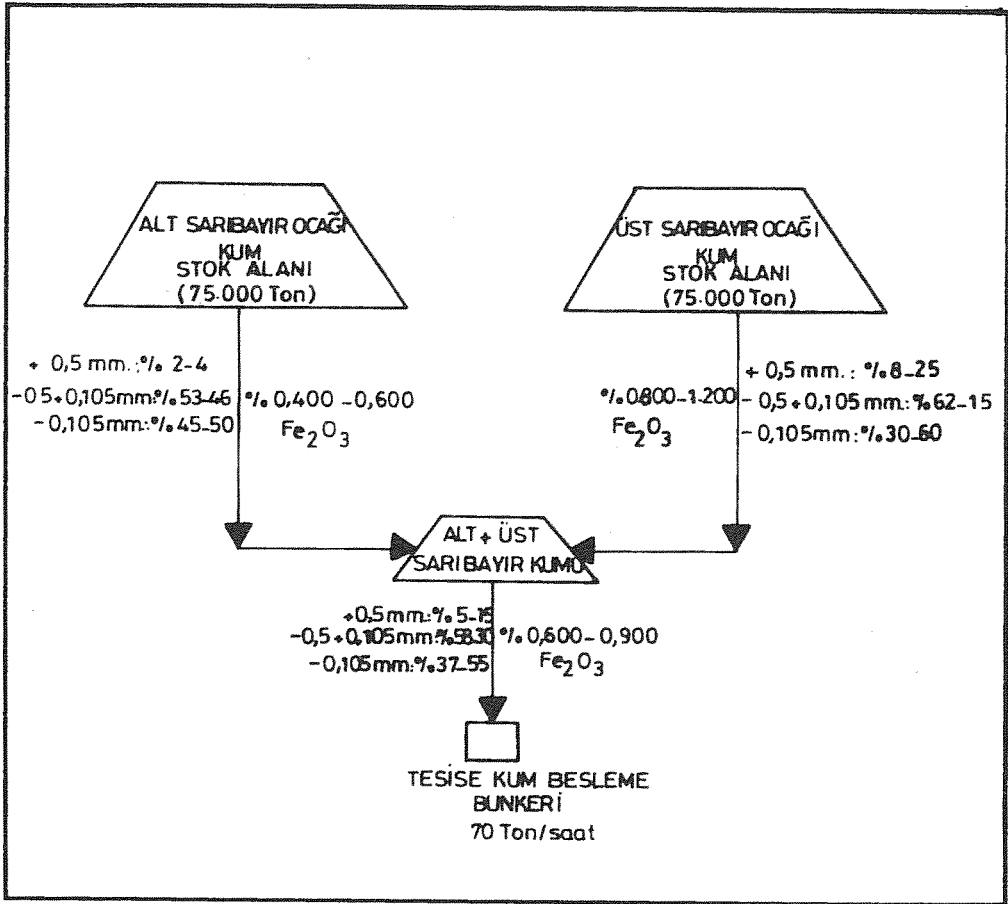 ALT SARIBAYIR OCAĞI
KUM
STOK ALANI
(75.000 Ton)
ÜST SARIBAYIR OCAĞI
KUM
STOK ALANI
(75.000 Ton)
+ 0,5 mm.:% 2-4
-0,5+0,105mm:%53-46
-0,105mm:%45-50
% 0,400 -0,600
Fe₂O₃
%0,800-1.200
Fe₂O₃
+ 0,5 mm. : %8-25
- 0,5+0,105 mm.: %62-15
- 0,105 mm.:%30-60
ALT + ÜST
SARIBAYIR KUMU
+0,5mm.:% 5-15
-0,5+0,105mm:%58.30
-0,105mm:%37-55
% 0,600-0,900
Fe₂O₃
TESİSE KUM BESLEME
BUNKERİ
70 Ton/saat